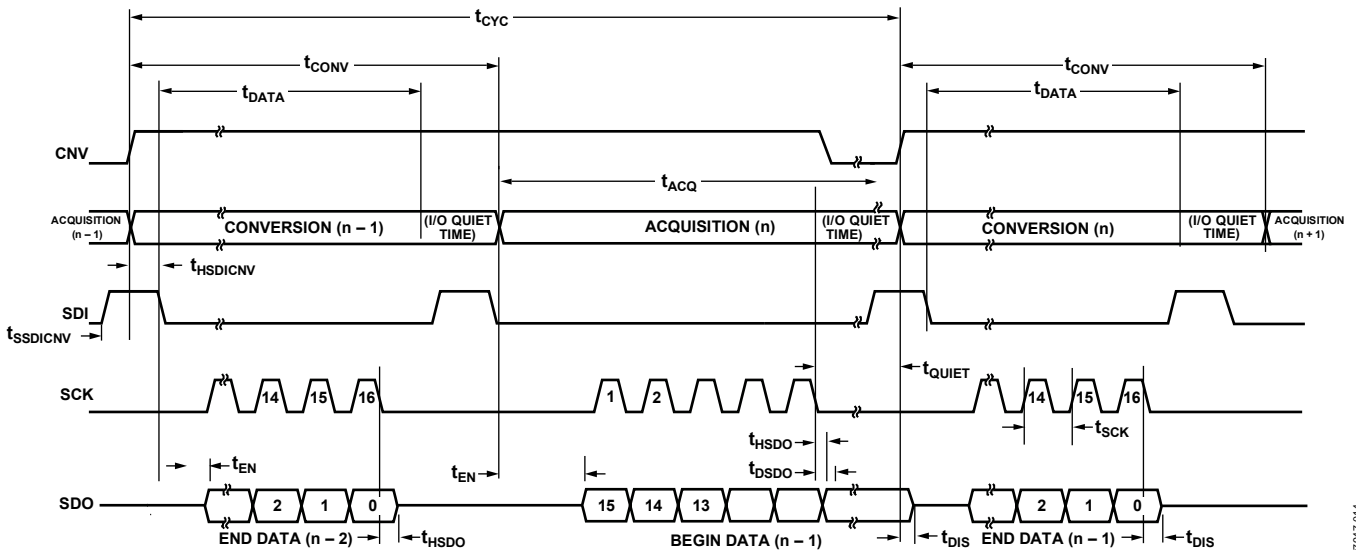 tCYC
tCONV
tCONV
tDATA
tDATA
CNV
tACQ
ACQUISITION
(n – 1)
CONVERSION (n – 1)
(I/O QUIET
TIME)
ACQUISITION (n)
(I/O QUIET
TIME)
CONVERSION (n)
(I/O QUIET
TIME)
ACQUISITION
(n + 1)
tHSDICNV
SDI
tSSDICNV
tQUIET
SCK
14 15 16
1 2
14 15 16
tSCK
tHSDO
tEN
tEN
tDSDO
SDO
2 1 0
15 14 13
2 1 0
END DATA (n – 2)
tHSDO
BEGIN DATA (n – 1)
tDIS
END DATA (n – 1)
tDIS